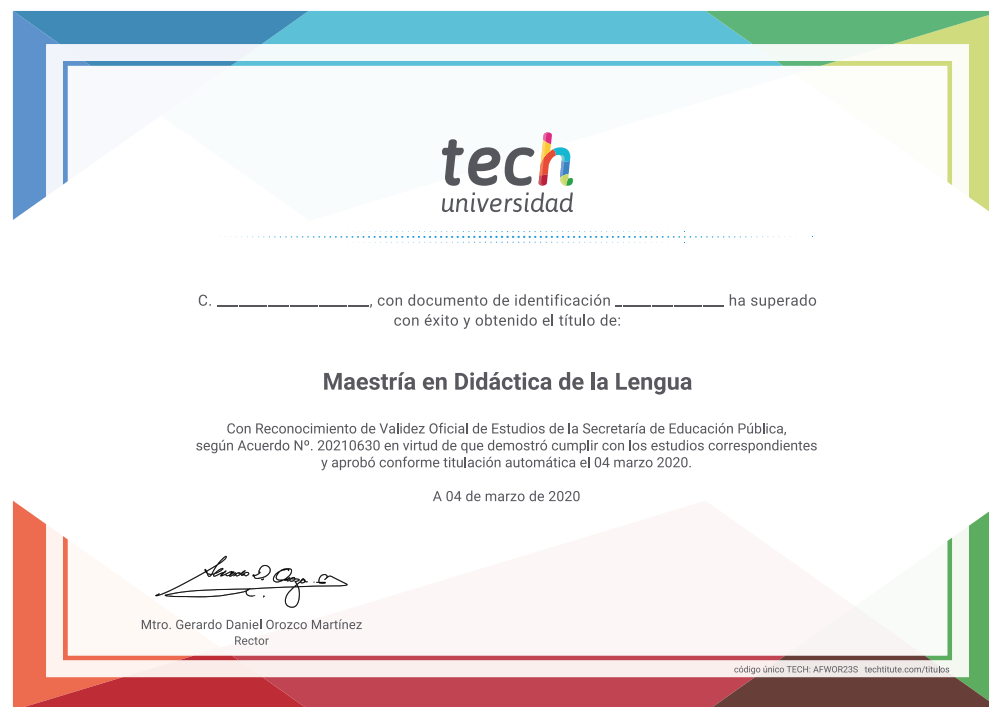 tech
universidad
C. ________________, con documento de identificación ____________ ha superado
con éxito y obtenido el título de:
Maestría en Didáctica de la Lengua
Con Reconocimiento de Validez Oficial de Estudios de la Secretaría de Educación Pública,
según Acuerdo Nº. 20210630 en virtud de que demostró cumplir con los estudios correspondientes
y aprobó conforme titulación automática el 04 marzo 2020.
A 04 de marzo de 2020
Mtro. Gerardo Daniel Orozco Martínez
Rector
código único TECH: AFWOR23S techtitute.com/titulos